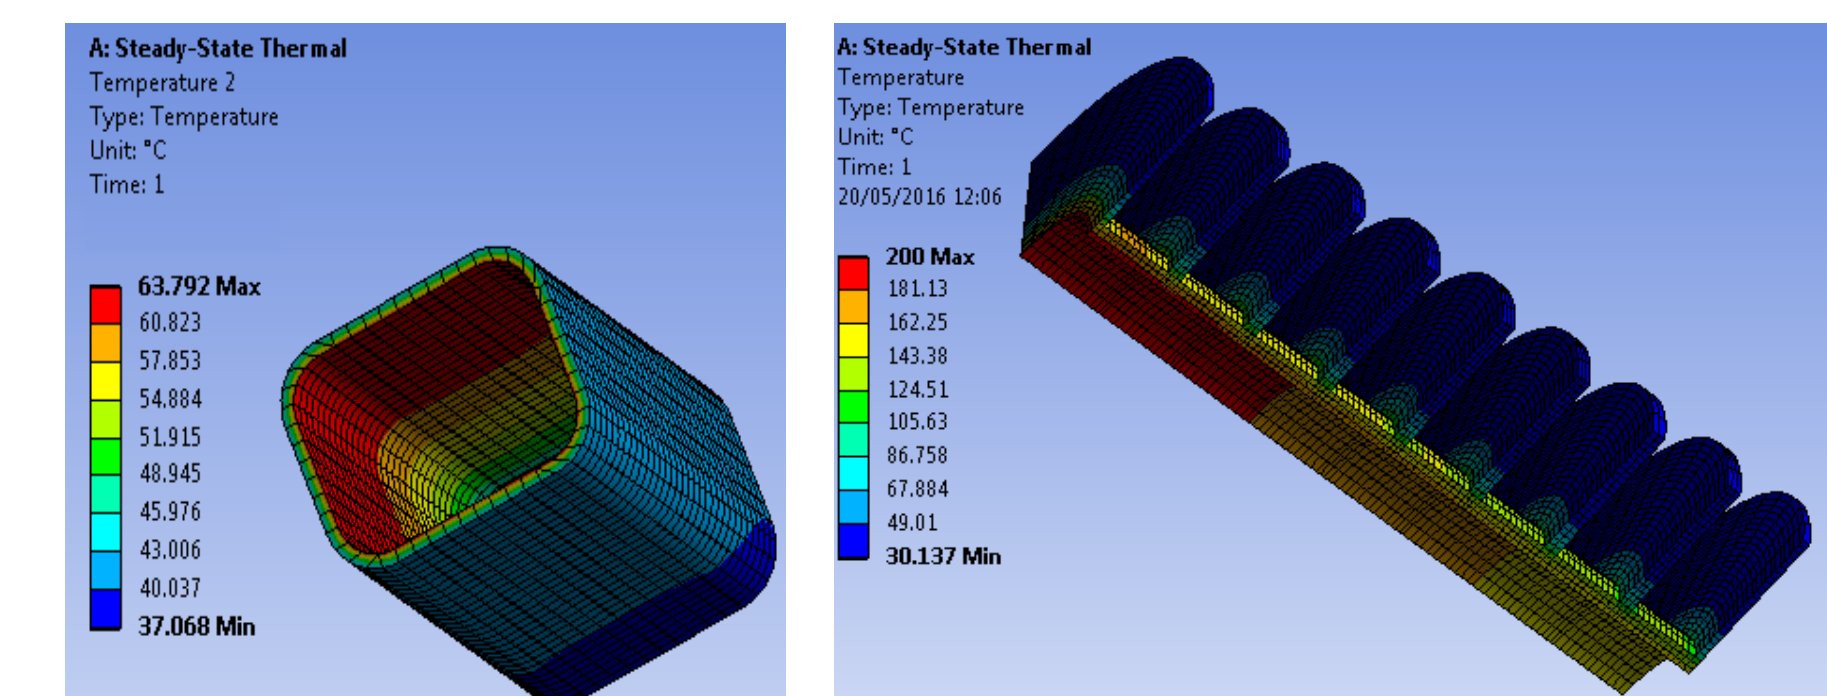 A: Steady-State Thermal
Temperature 2
Type: Temperature
Unit: °C
Time: 1
63.792 Max
60.823
57.853
54.884
51.915
48.945
45.976
43.006
40.037
37.068 Min
A: Steady-State Thermal
Temperature
Type: Temperature
Unit: °C
Time: 1
20/05/2016 12:06
200 Max
181.13
162.25
143.38
124.51
105.63
86.758
67.884
49.01
30.137 Min